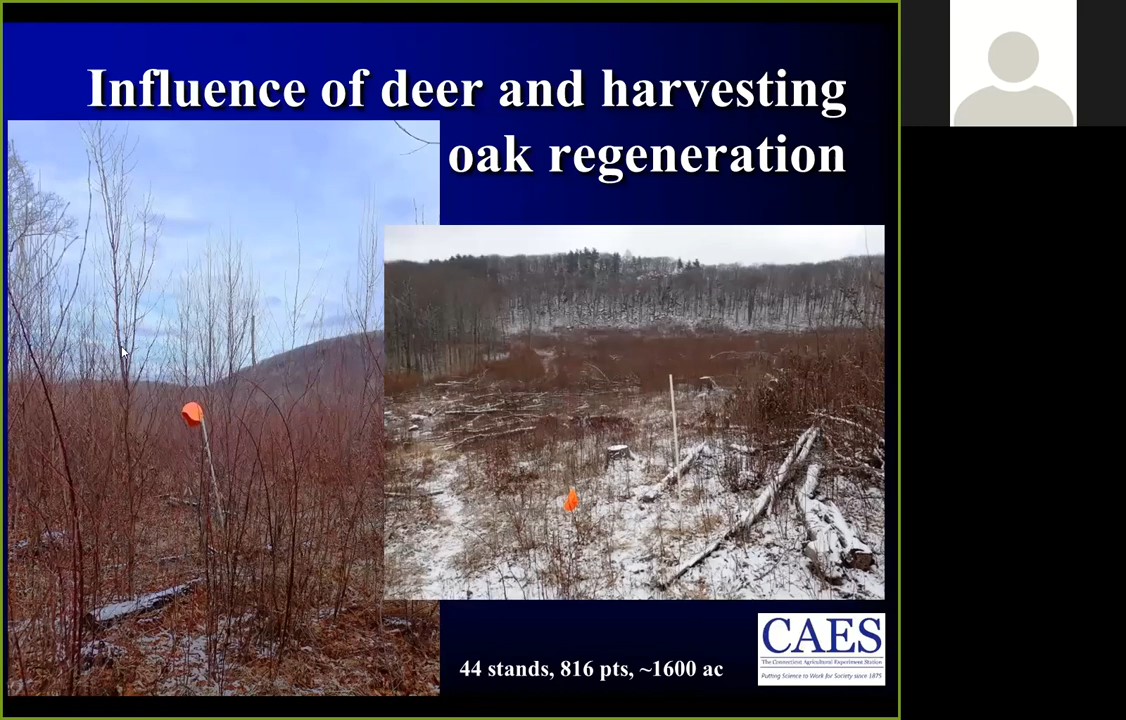 Influence of deer and harvesting
oak regeneration
44 stands, 816 pts, ~1600 ac
CAES
The Connecticut Agricultural Experiment Station
Putting Science to Work for Society since 1875